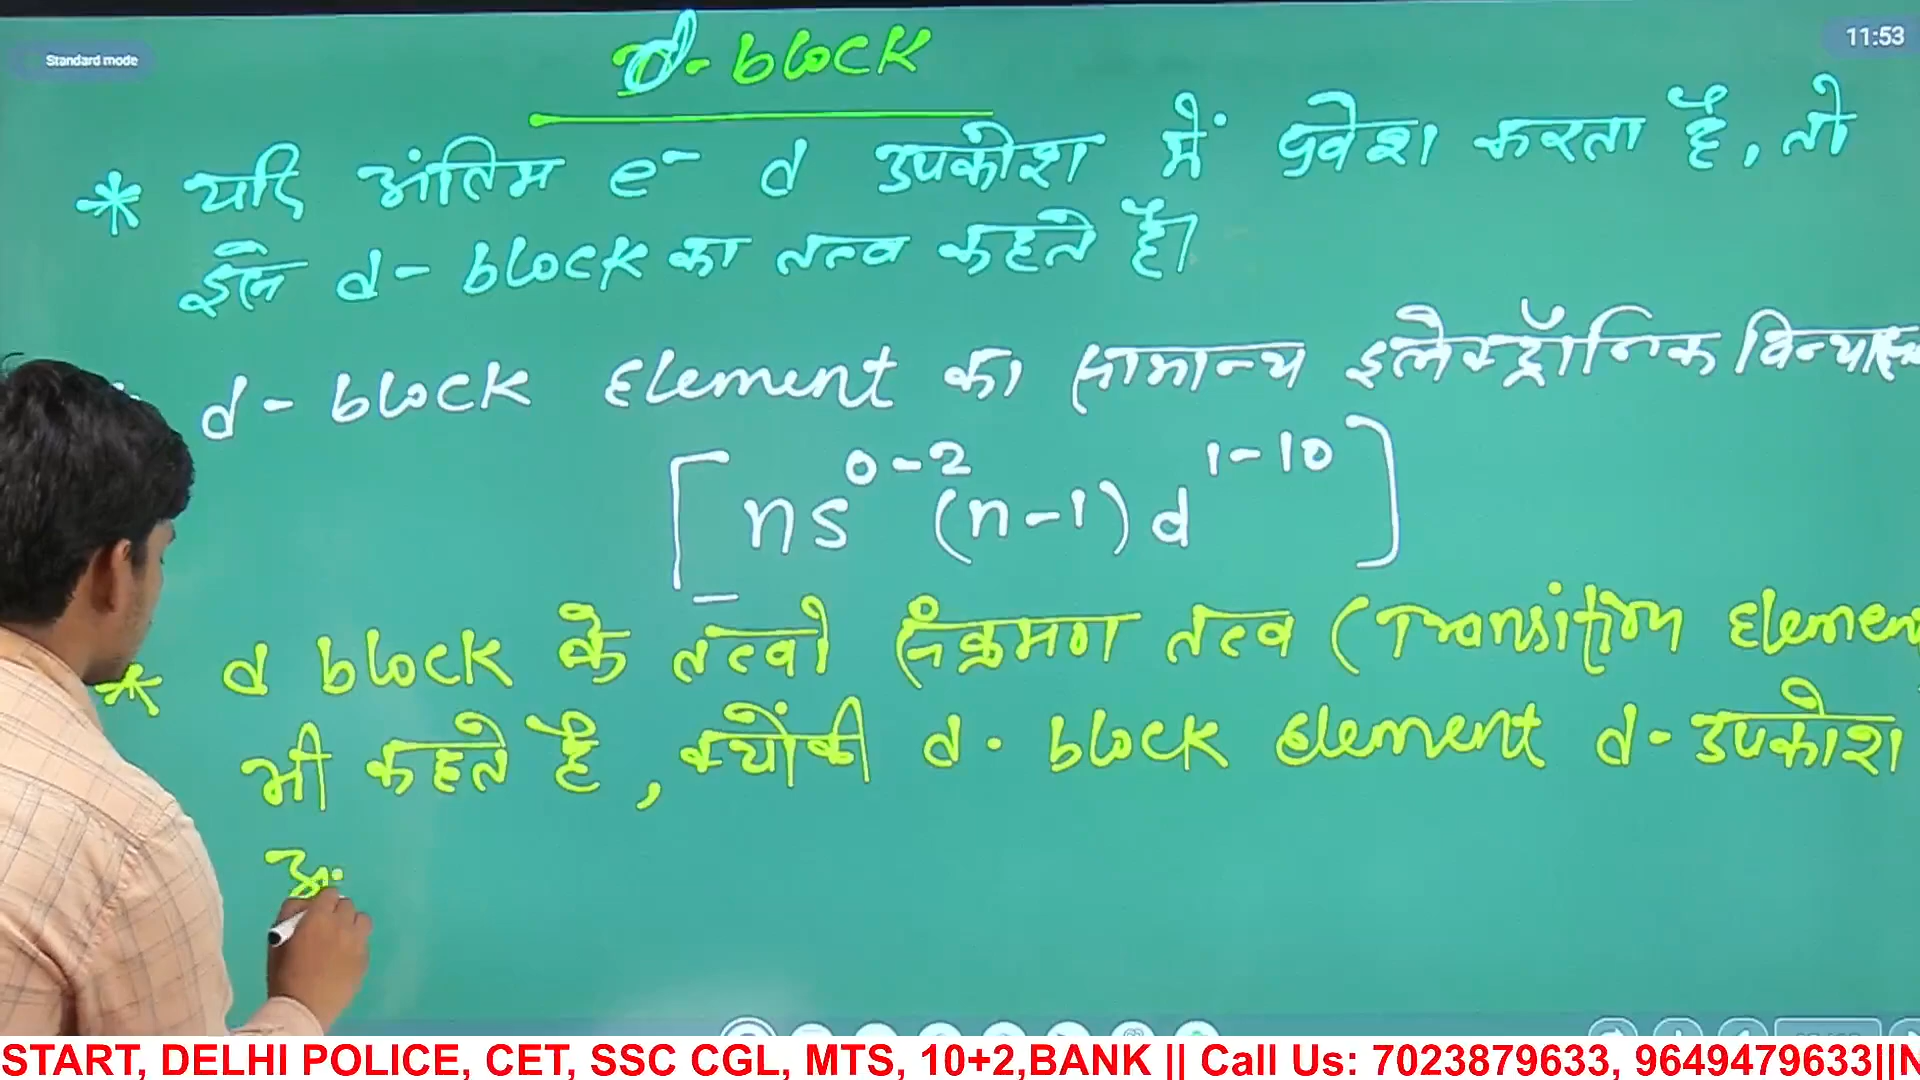 Standard mode
11:53
d-block
* यदि अंतिम e- d उपकोश में प्रवेश करता है, तो
इसे d-block का तत्व कहते है।
d-block Element का सामान्य इलेक्ट्रॉनिक विन्यास
[ns⁰⁻² (n-1) d¹⁻¹⁰]
* d block के तत्वो संक्रमण तत्व (Transition Elemen
भी कहते है, क्योंकी d-block Element d-उपकोश
START, DELHI POLICE, CET, SSC CGL, MTS, 10+2,BANK || Call Us: 7023879633, 9649479633||N